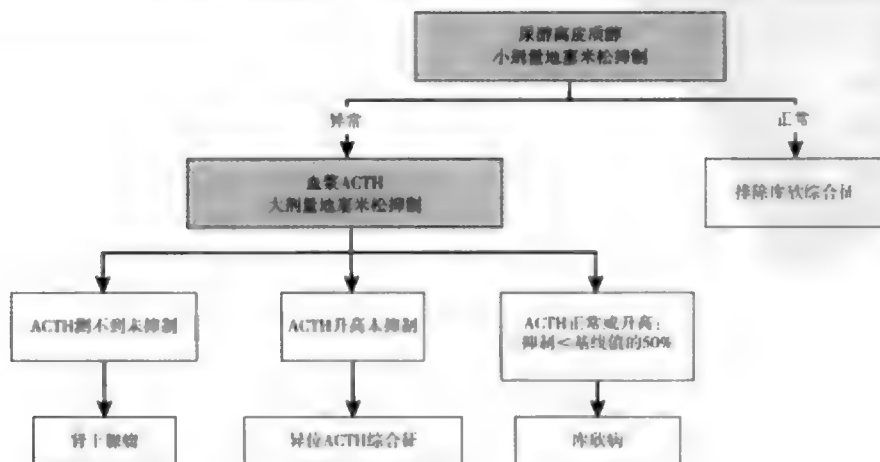 尿游离皮质醇
小剂量地塞米松抑制
异常
正常
血浆ACTH
大剂量地塞米松抑制
排除库欣综合征
ACTH测不到未抑制
ACTH升高未抑制
ACTH正常或升高;
抑制<基线值的50%
肾上腺瘤
异位ACTH综合征
库欣病